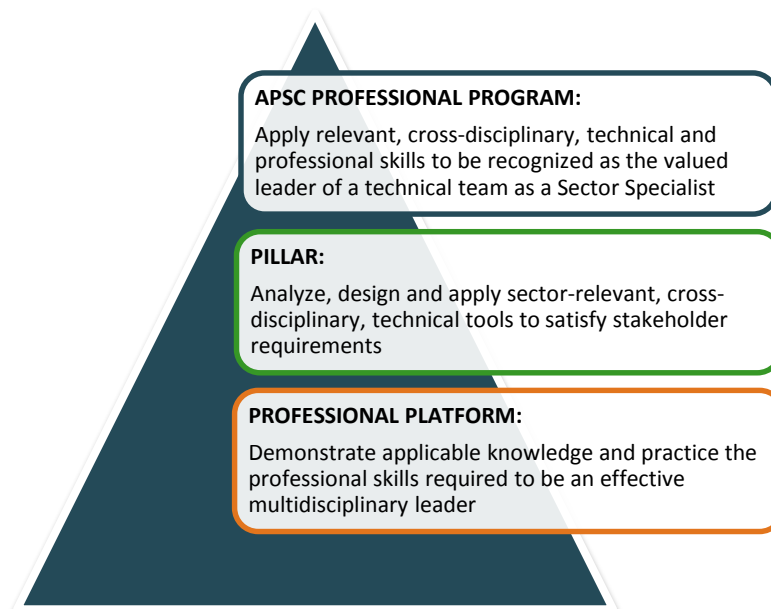 APSC PROFESSIONAL PROGRAM:
Apply relevant, cross-disciplinary, technical and
professional skills to be recognized as the valued
leader of a technical team as a Sector Specialist
PILLAR:
Analyze, design and apply sector-relevant, cross-
disciplinary, technical tools to satisfy stakeholder
requirements
PROFESSIONAL PLATFORM:
Demonstrate applicable knowledge and practice the
professional skills required to be an effective
multidisciplinary leader